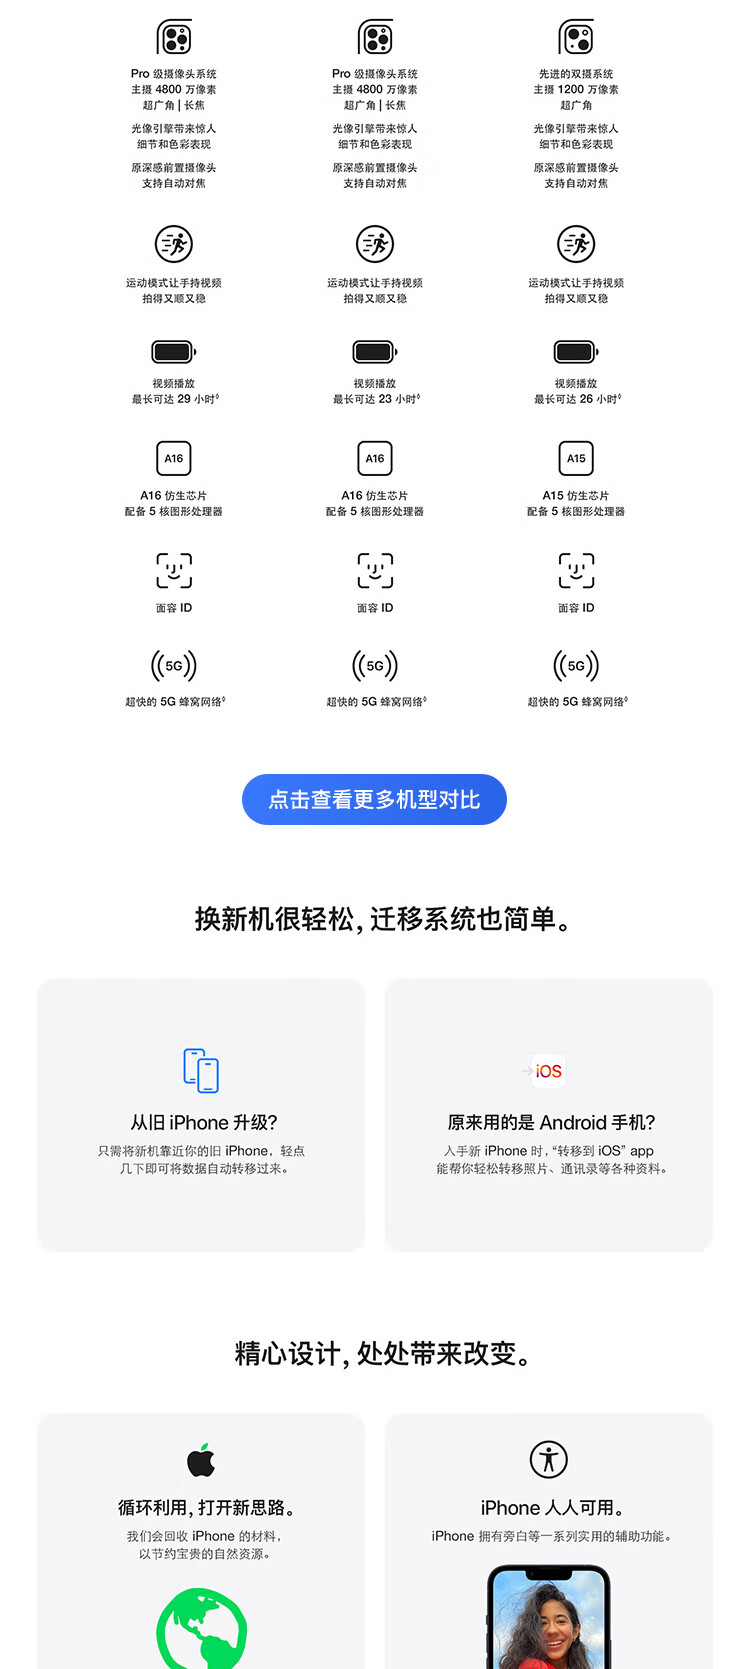 Pro 级摄像头系统
主摄 4800 万像素
超广角 | 长焦
光像引擎带来惊人
细节和色彩表现
原深感前置摄像头
支持自动对焦
Pro 级摄像头系统
主摄 4800 万像素
超广角 | 长焦
光像引擎带来惊人
细节和色彩表现
原深感前置摄像头
支持自动对焦
先进的双摄系统
主摄 1200 万像素
超广角
光像引擎带来惊人
细节和色彩表现
原深感前置摄像头
支持自动对焦
运动模式让手持视频
拍得又顺又稳
运动模式让手持视频
拍得又顺又稳
运动模式让手持视频
拍得又顺又稳
视频播放
最长可达 29 小时◊
视频播放
最长可达 23 小时◊
视频播放
最长可达 26 小时◊
A16
A16 仿生芯片
配备 5 核图形处理器
A16
A16 仿生芯片
配备 5 核图形处理器
A15
A15 仿生芯片
配备 5 核图形处理器
面容 ID
面容 ID
面容 ID
5G
超快的 5G 蜂窝网络◊
5G
超快的 5G 蜂窝网络◊
5G
超快的 5G 蜂窝网络◊
点击查看更多机型对比
换新机很轻松，迁移系统也简单。
从旧 iPhone 升级？
只需将新机靠近你的旧 iPhone，轻点
几下即可将数据自动转移过来。
iOS
原来用的是 Android 手机？
入手新 iPhone 时，“转移到 iOS” app
能帮你轻松转移照片、通讯录等各种资料。
精心设计，处处带来改变。
循环利用，打开新思路。
我们会回收 iPhone 的材料，
以节约宝贵的自然资源。
iPhone 人人可用。
iPhone 拥有旁白等一系列实用的辅助功能。